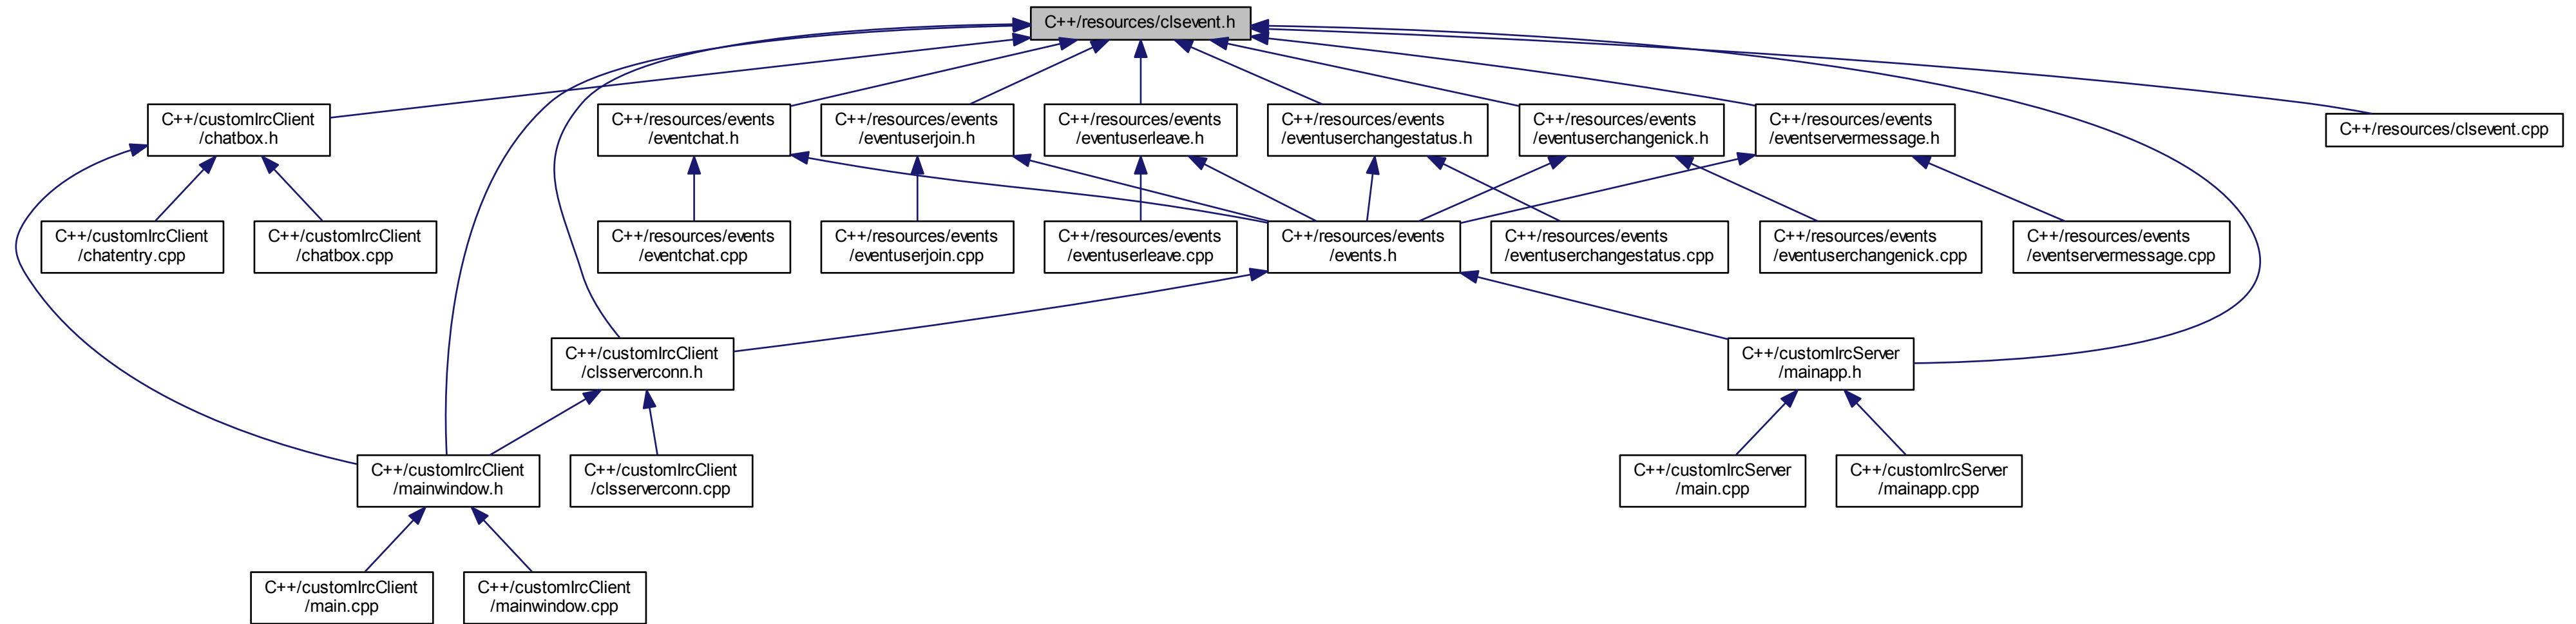 C++/resources/clsevent.h
C++/customIrcClient
/chatbox.h
C++/resources/events
/eventchat.h
C++/resources/events
/eventuserjoin.h
C++/resources/events
/eventuserleave.h
C++/resources/events
/eventuserchangestatus.h
C++/resources/events
/eventuserchangenick.h
C++/resources/events
/eventservermessage.h
C++/resources/clsevent.cpp
C++/customIrcClient
/chatentry.cpp
C++/customIrcClient
/chatbox.cpp
C++/resources/events
/eventchat.cpp
C++/resources/events
/eventuserjoin.cpp
C++/resources/events
/eventuserleave.cpp
C++/resources/events
/events.h
C++/resources/events
/eventuserchangestatus.cpp
C++/resources/events
/eventuserchangenick.cpp
C++/resources/events
/eventservermessage.cpp
C++/customIrcClient
/clsserverconn.h
C++/customIrcServer
/mainapp.h
C++/customIrcClient
/mainwindow.h
C++/customIrcClient
/clsserverconn.cpp
C++/customIrcServer
/main.cpp
C++/customIrcServer
/mainapp.cpp
C++/customIrcClient
/main.cpp
C++/customIrcClient
/mainwindow.cpp